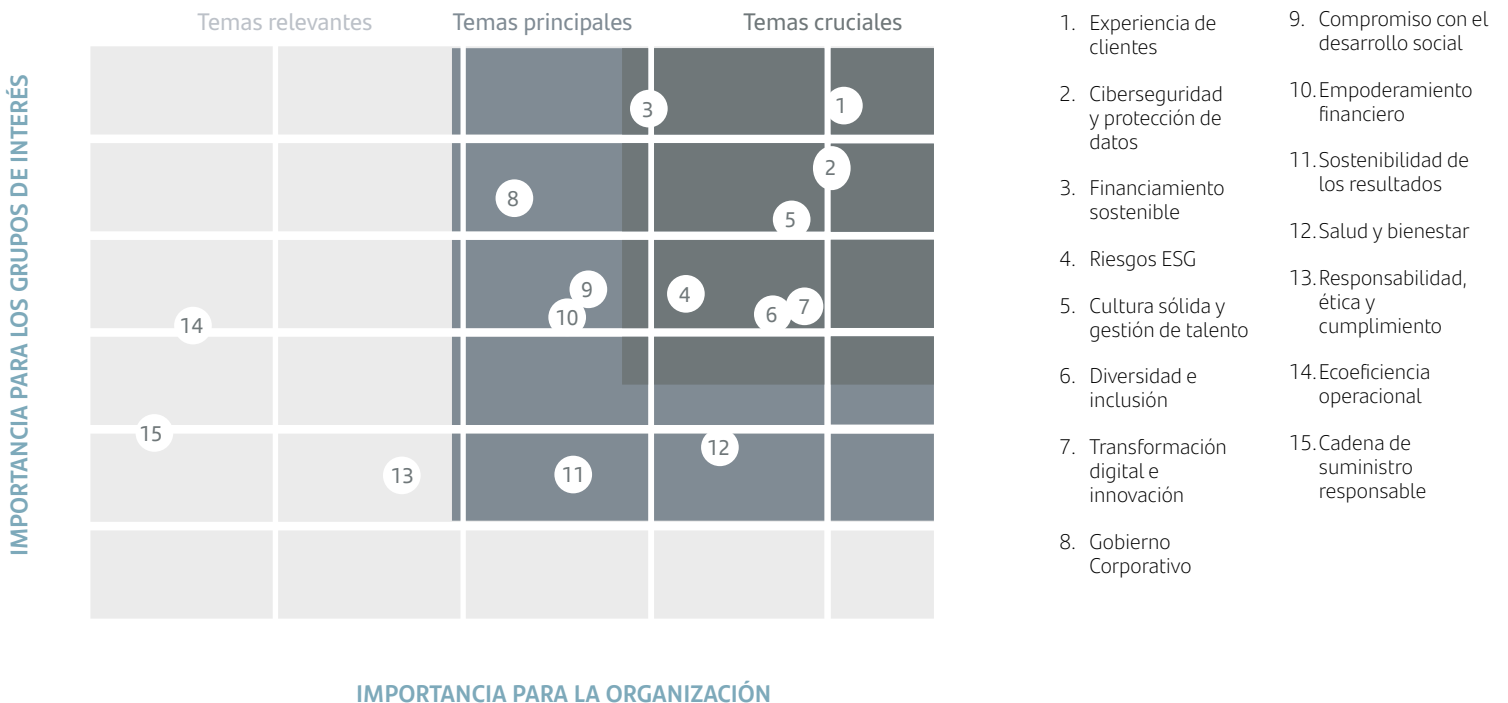 Temas relevantes
Temas principales
Temas cruciales
IMPORTANCIA PARA LOS GRUPOS DE INTERÉS
3
1
2
8
5
9
4
10
6
7
14
15
12
13
11
IMPORTANCIA PARA LA ORGANIZACIÓN
1. Experiencia de
clientes
2. Ciberseguridad
y protección de
datos
3. Financiamiento
sostenible
4. Riesgos ESG
5. Cultura sólida y
gestión de talento
6. Diversidad e
inclusión
7. Transformación
digital e
innovación
8. Gobierno
Corporativo
9. Compromiso con el
desarrollo social
10. Empoderamiento
financiero
11. Sostenibilidad de
los resultados
12. Salud y bienestar
13. Responsabilidad,
ética y
cumplimiento
14. Ecoeficiencia
operacional
15. Cadena de
suministro
responsable